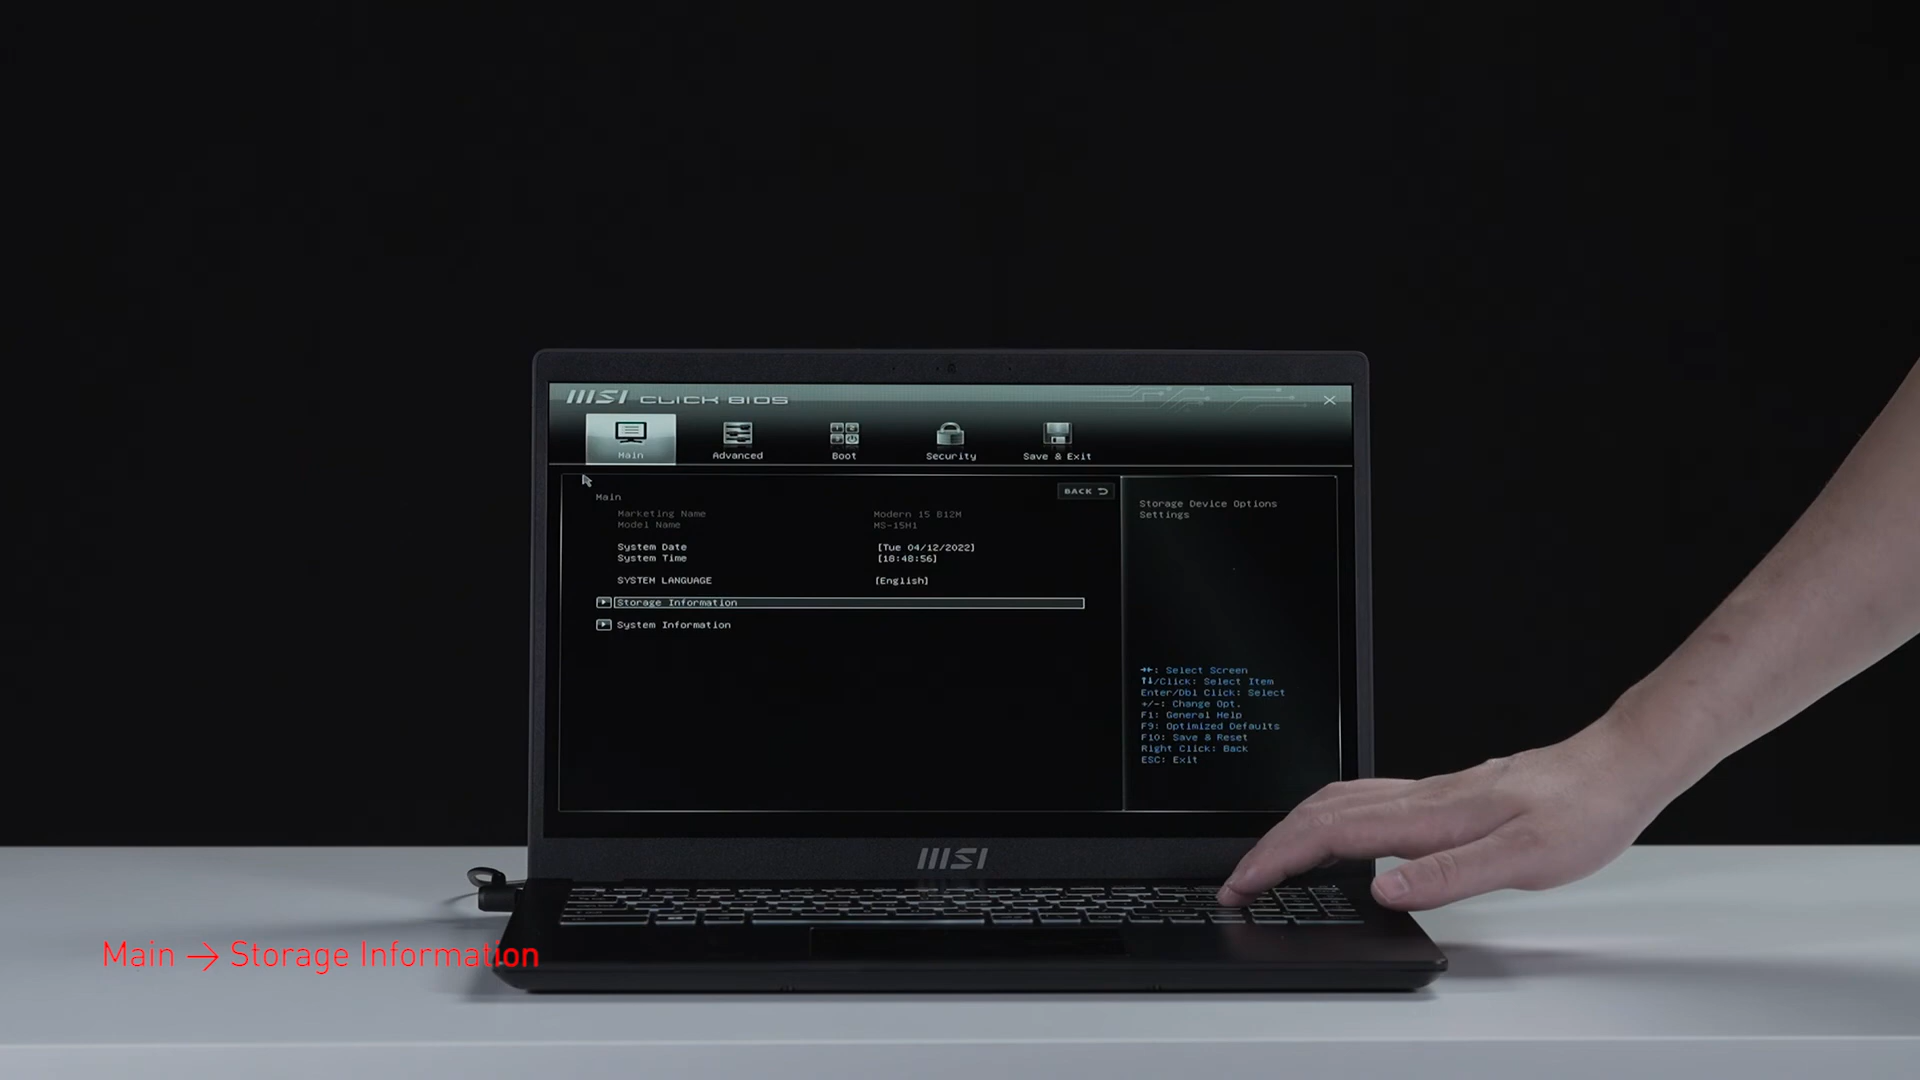 msi CLICK BIOS
Main
Advanced
Boot
Security
Save & Exit
Main
BACK
Marketing Name Modern 15 B12M
Model Name MS-15H1
System Date [Tue 04/12/2022]
System Time [18:48:56]
SYSTEM LANGUAGE [English]
Storage Information
System Information
Storage Device Options
Settings
→←: Select Screen
↑↓/Click: Select Item
Enter/Dbl Click: Select
+/-: Change Opt.
F1: General Help
F9: Optimized Defaults
F10: Save & Reset
Right Click: Back
ESC: Exit
msi
Main → Storage Information